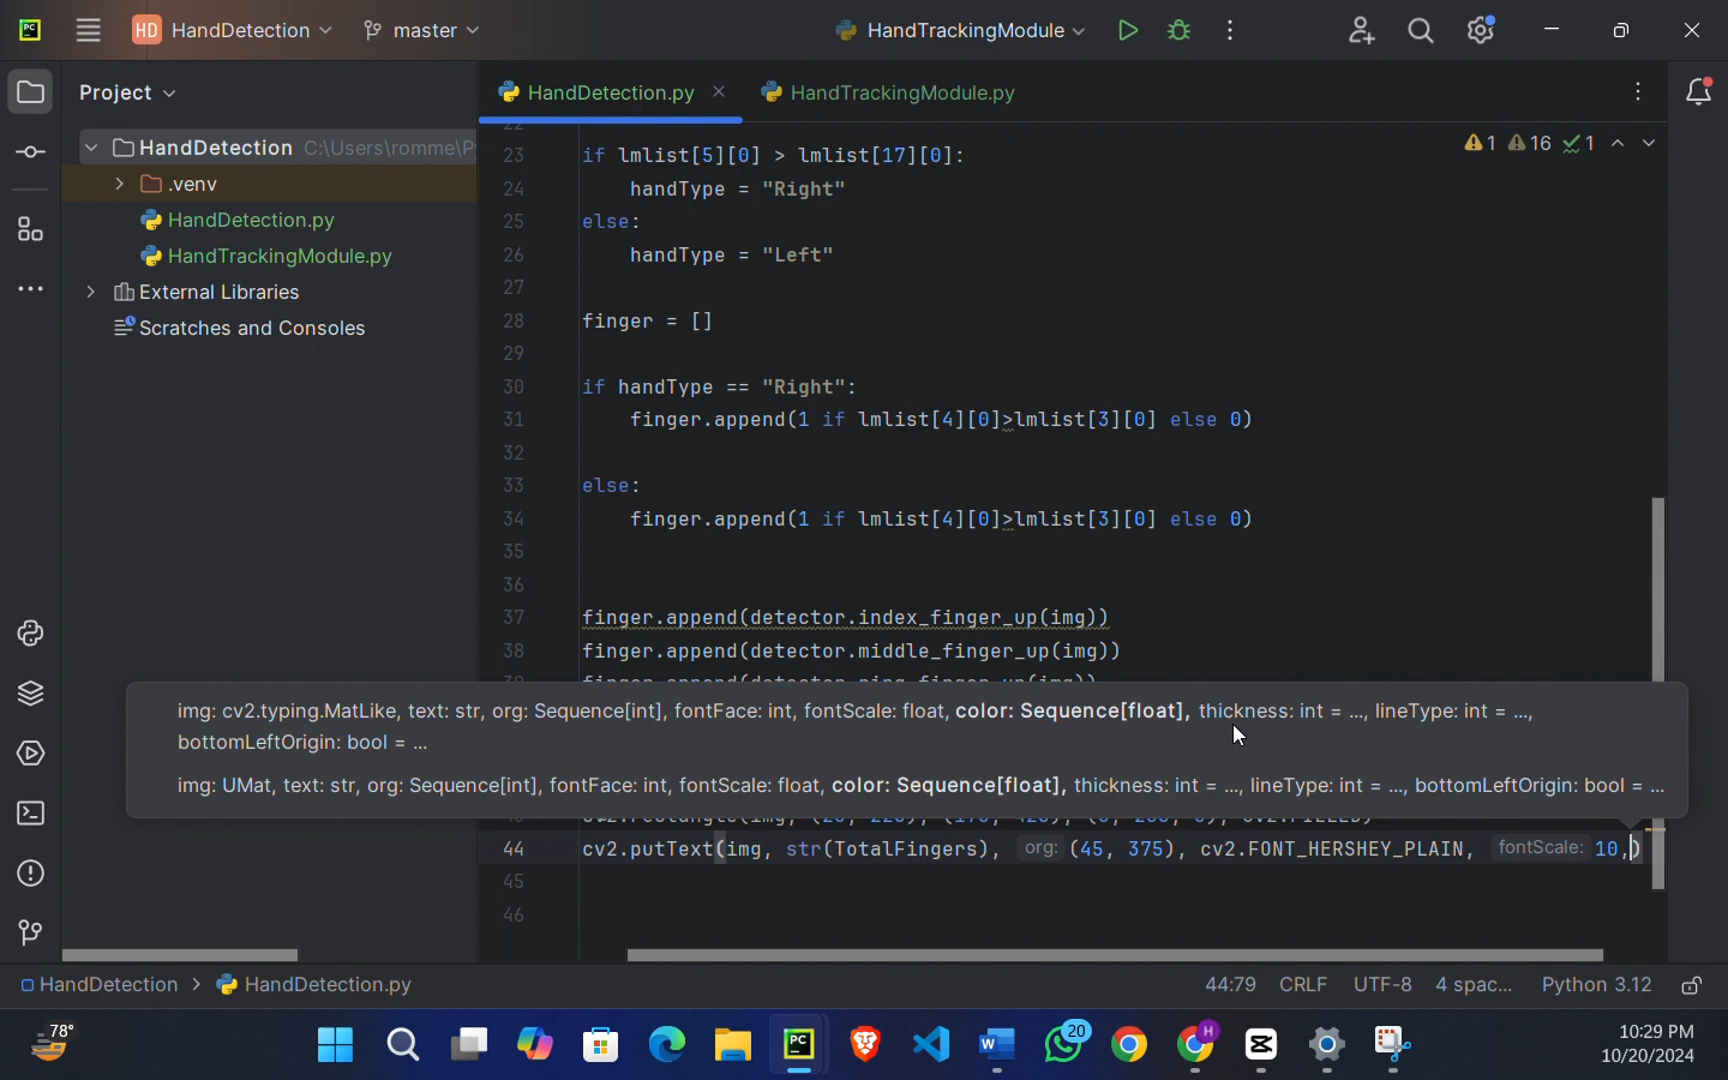 PC HD HandDetection master HandTrackingModule
Project HandDetection.py HandTrackingModule.py
HandDetection C:\Users\romme\P
.venv
HandDetection.py
HandTrackingModule.py
External Libraries
Scratches and Consoles
1 16 1
23 if lmlist[5][0] > lmlist[17][0]:
24 handType = "Right"
25 else:
26 handType = "Left"
27
28 finger = []
29
30 if handType == "Right":
31 finger.append(1 if lmlist[4][0]>lmlist[3][0] else 0)
32
33 else:
34 finger.append(1 if lmlist[4][0]>lmlist[3][0] else 0)
35
36
37 finger.append(detector.index_finger_up(img))
38 finger.append(detector.middle_finger_up(img))
img: cv2.typing.MatLike, text: str, org: Sequence[int], fontFace: int, fontScale: float, color: Sequence[float], thickness: int = ..., lineType: int = ...,
bottomLeftOrigin: bool = ...
img: UMat, text: str, org: Sequence[int], fontFace: int, fontScale: float, color: Sequence[float], thickness: int = ..., lineType: int = ..., bottomLeftOrigin: bool = ...
44 cv2.putText(img, str(TotalFingers), org: (45, 375), cv2.FONT_HERSHEY_PLAIN, fontScale: 10,)
45
46
HandDetection > HandDetection.py 44:79 CRLF UTF-8 4 spac... Python 3.12
78° PC W 20 H 10:29 PM
10/20/2024